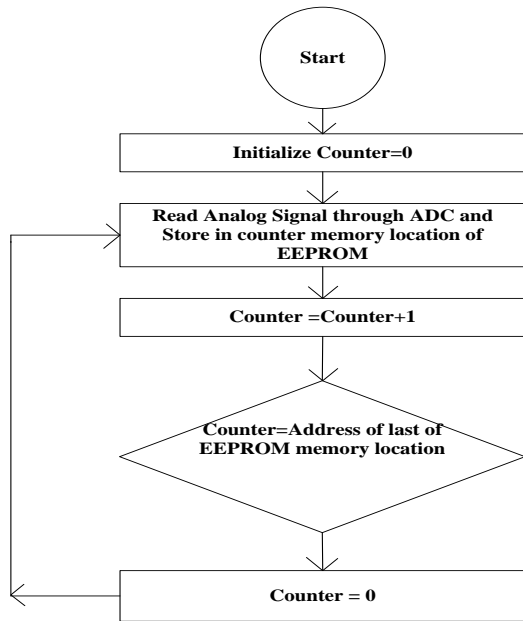 Start
Initialize Counter=0
Read Analog Signal through ADC and
Store in counter memory location of
EEPROM
Counter =Counter+1
Counter=Address of last of
EEPROM memory location
Counter = 0